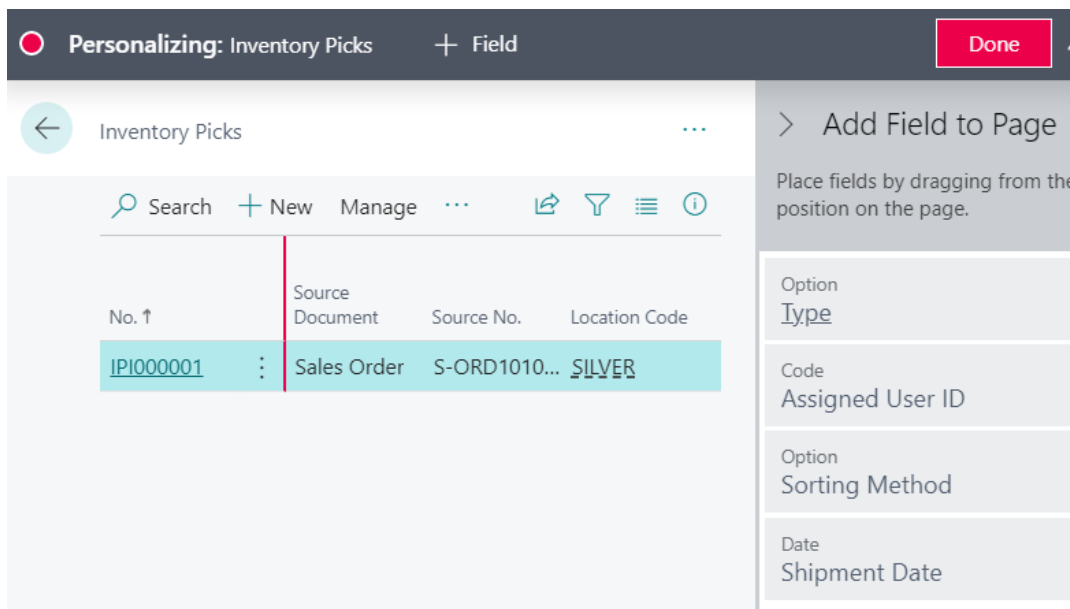 Personalizing: Inventory Picks + Field Done
Inventory Picks
Search + New Manage
No. ↑ Source Document Source No. Location Code
IPI000001 Sales Order S-ORD1010... SILVER
Add Field to Page
Place fields by dragging from the
position on the page.
Option
Type
Code
Assigned User ID
Option
Sorting Method
Date
Shipment Date